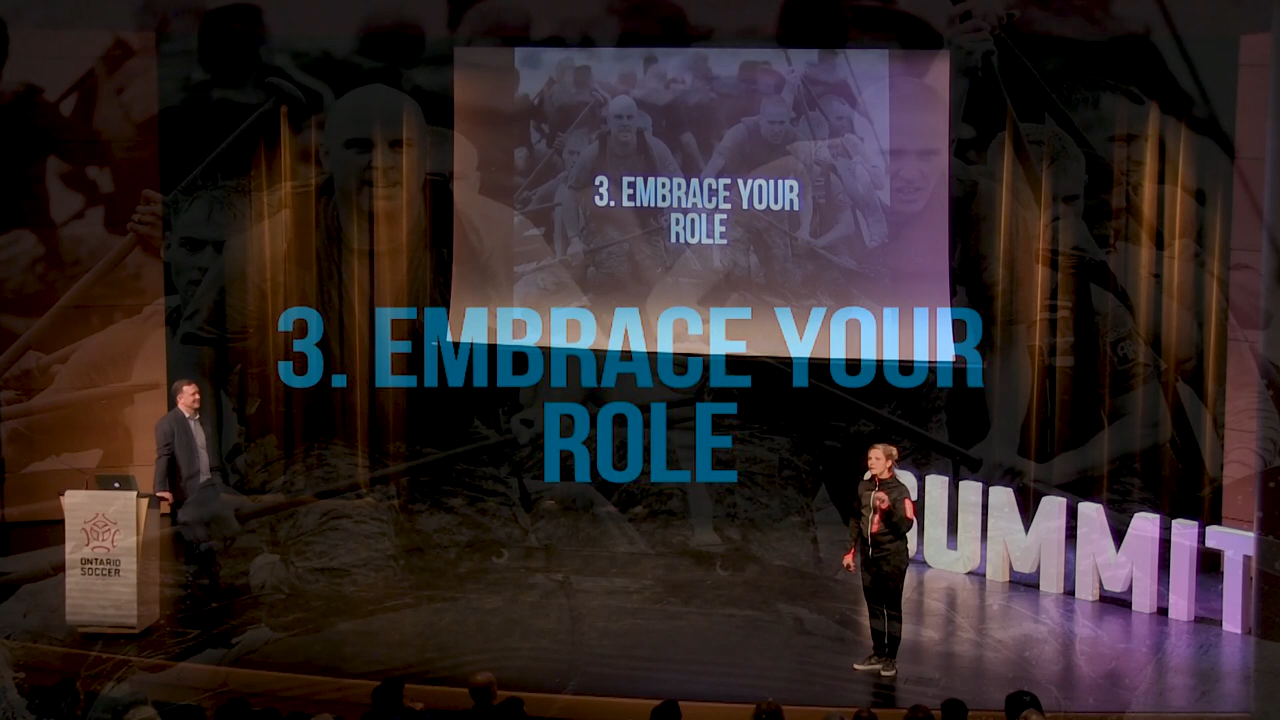 3. EMBRACE YOUR
ROLE
3. EMBRACE YOUR
ROLE
SUMMIT
ONTARIO
SOCCER